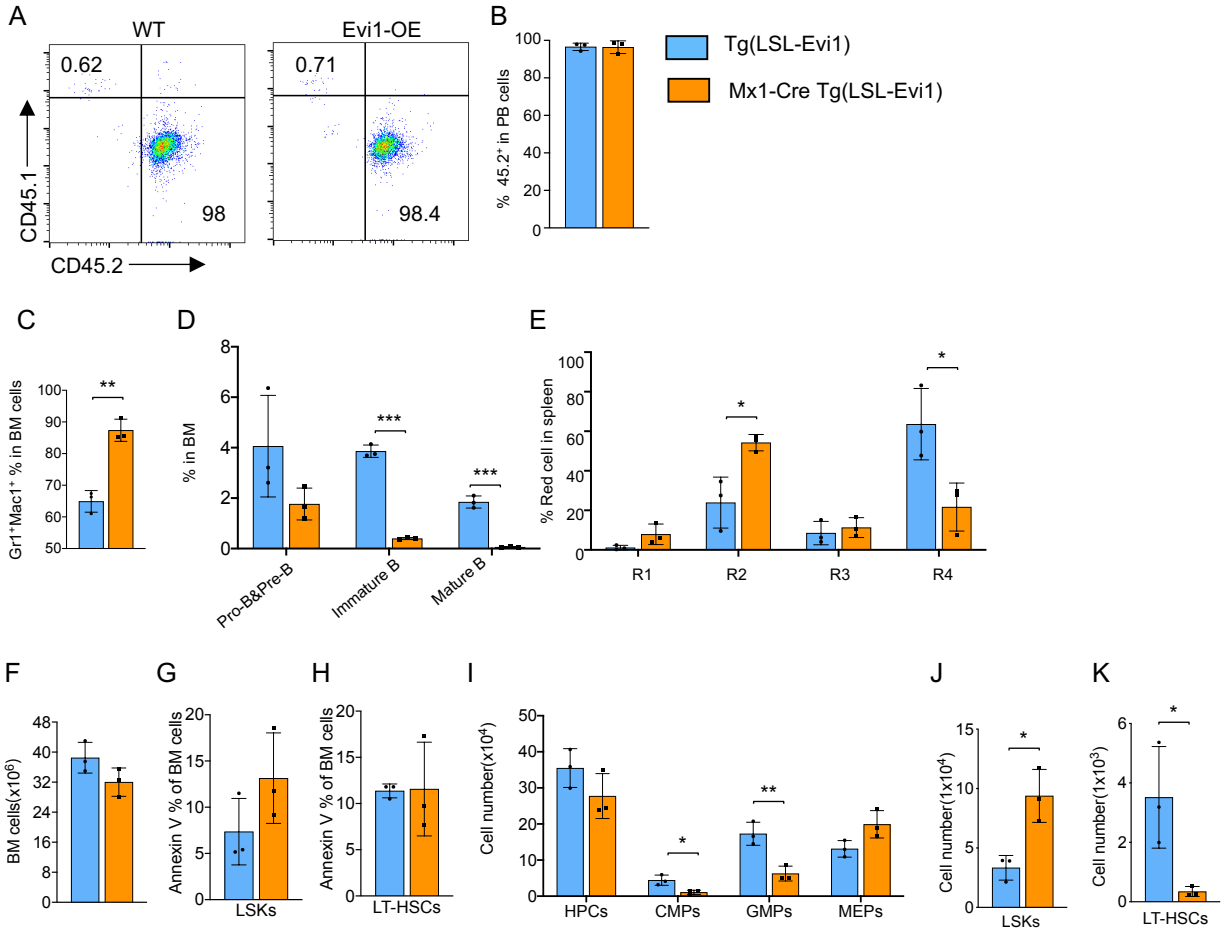 A
WT
Evi1-OE
0.62
98
0.71
98.4
CD45.1
CD45.2
B
% 45.2+ in PB cells
100
80
60
40
20
0
Tg(LSL-Evi1)
Mx1-Cre Tg(LSL-Evi1)
C
Gr1+Mac1+ % in BM cells
100
90
80
70
60
50
**
D
% in BM
8
6
4
2
0
***
***
Pro-B&Pre-B
Immature B
Mature B
E
% Red cell in spleen
100
80
60
40
20
0
*
*
R1
R2
R3
R4
F
BM cells(x10⁶)
48
42
38
32
16
0
G
Annexin V % of BM cells
20
15
10
5
0
LSKs
H
Annexin V % of BM cells
20
15
10
5
0
LT-HSCs
I
Cell number(x10⁴)
50
40
30
20
10
0
*
**
HPCs
CMPs
GMPs
MEPs
J
Cell number(1x10⁴)
15
10
5
0
*
LSKs
K
Cell number(1x10³)
6
4
2
0
*
LT-HSCs